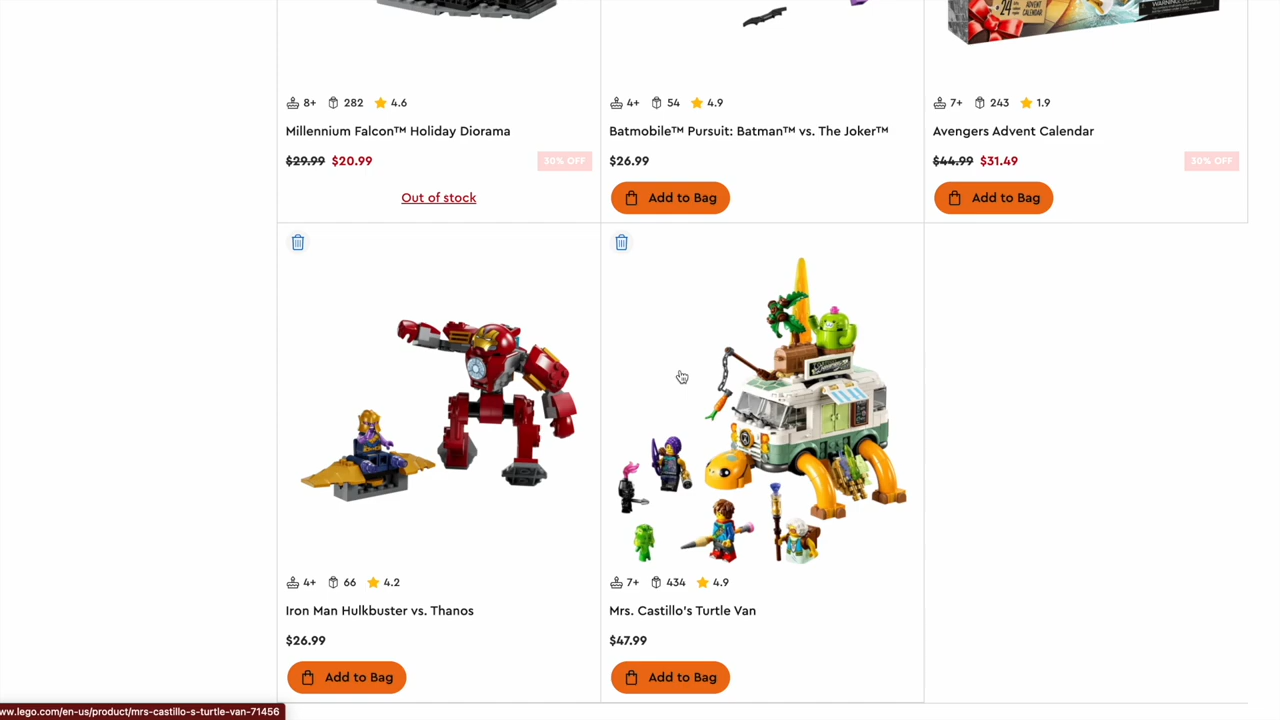 24
ADVENT
CALENDAR
WARNING:
8+ 282 4.6
4+ 54 4.9
7+ 243 1.9
Millennium Falcon™ Holiday Diorama
Batmobile™ Pursuit: Batman™ vs. The Joker™
Avengers Advent Calendar
$29.99 $20.99 30% OFF
$26.99
$44.99 $31.49 30% OFF
Out of stock
Add to Bag
Add to Bag
4+ 66 4.2
7+ 434 4.9
Iron Man Hulkbuster vs. Thanos
Mrs. Castillo's Turtle Van
$26.99
$47.99
Add to Bag
Add to Bag
ww.lego.com/en-us/product/mrs-castillo-s-turtle-van-71456